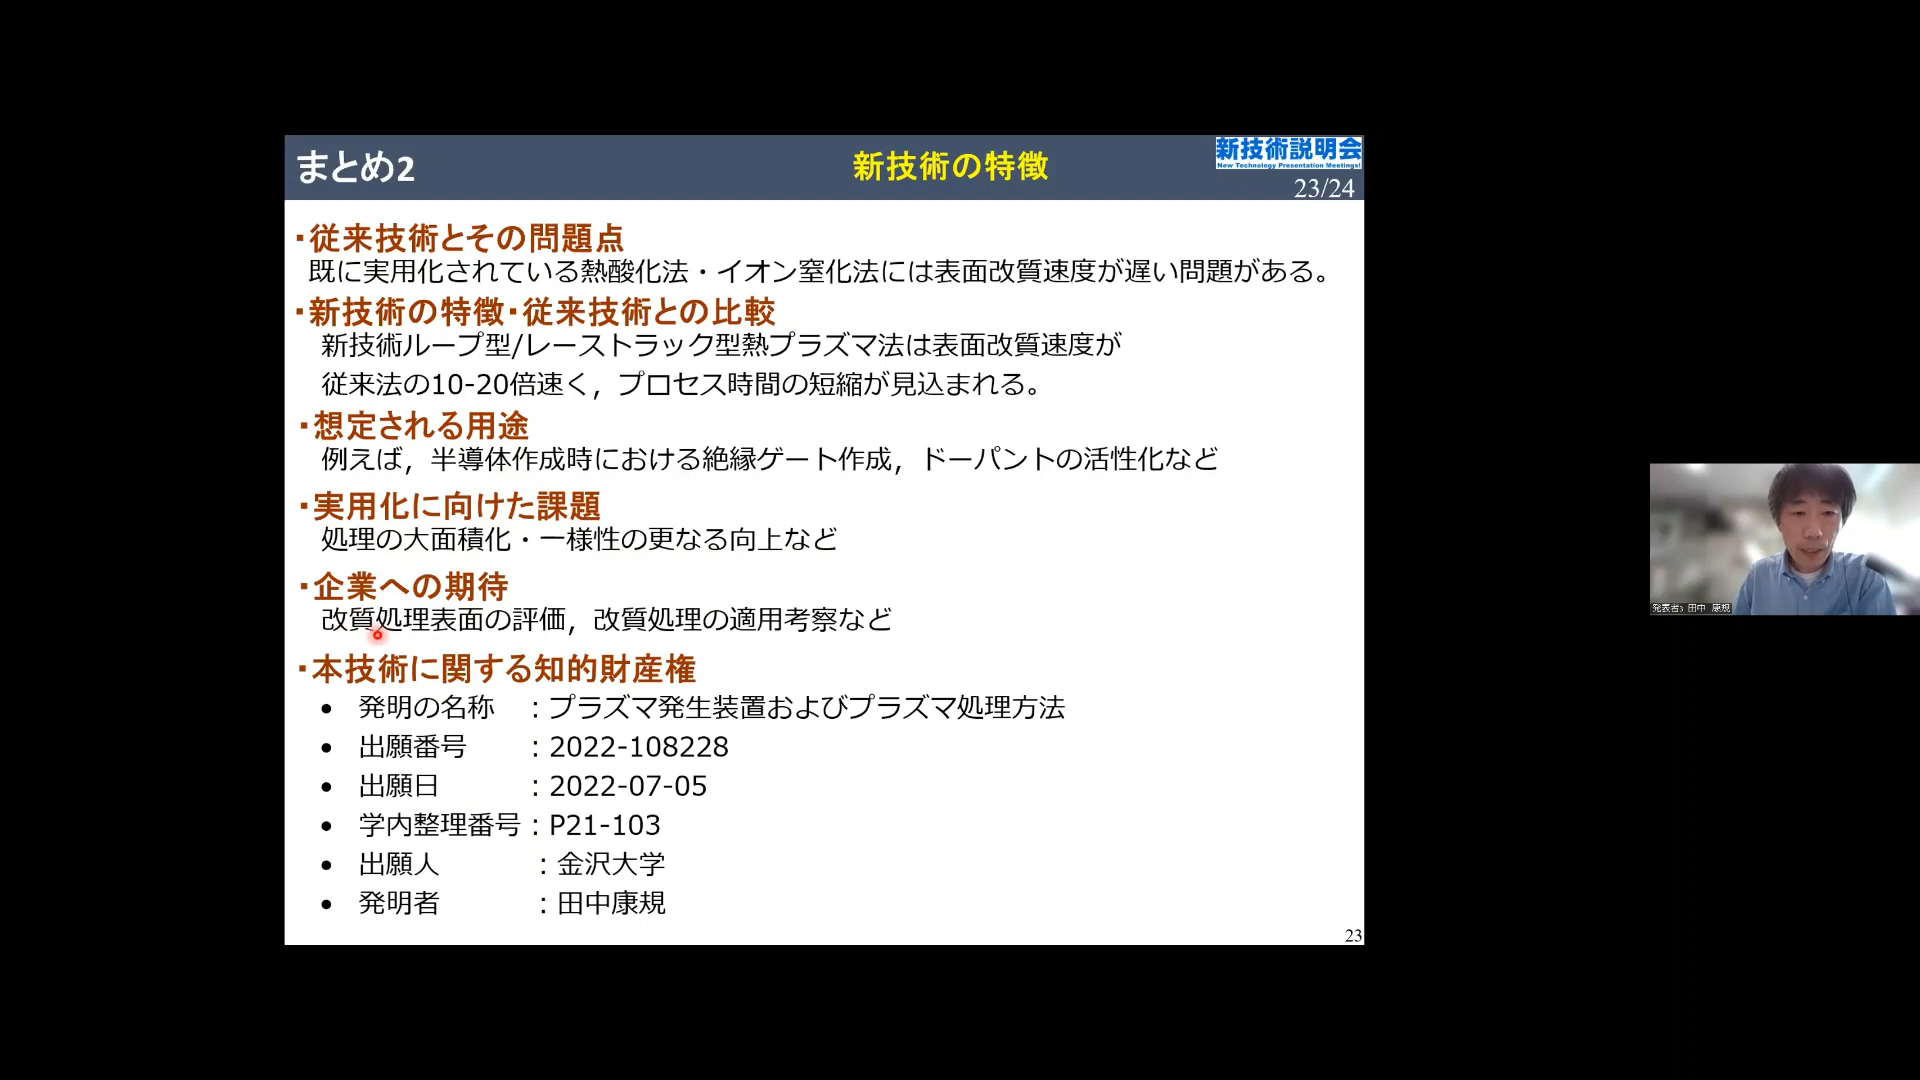 まとめ2
新技術の特徴
新技術説明会
New Technology Presentation Meetings!
23/24
・従来技術とその問題点
既に実用化されている熱酸化法・イオン窒化法には表面改質速度が遅い問題がある。
・新技術の特徴・従来技術との比較
新技術ループ型/レーストラック型熱プラズマ法は表面改質速度が
従来法の10-20倍速く，プロセス時間の短縮が見込まれる。
・想定される用途
例えば，半導体作成時における絶縁ゲート作成，ドーパントの活性化など
・実用化に向けた課題
処理の大面積化・一様性の更なる向上など
・企業への期待
改質処理表面の評価，改質処理の適用考察など
・本技術に関する知的財産権
• 発明の名称 ：プラズマ発生装置およびプラズマ処理方法
• 出願番号 ：2022-108228
• 出願日 ：2022-07-05
• 学内整理番号：P21-103
• 出願人 ：金沢大学
• 発明者 ：田中康規
23
発表者3 田中 康規